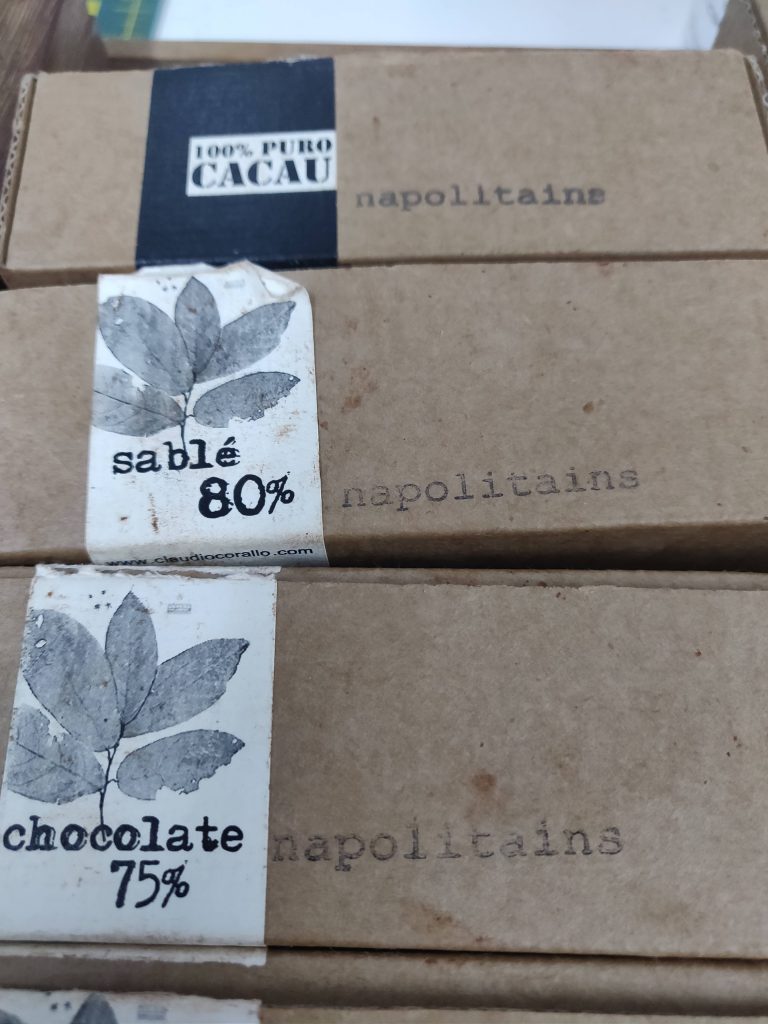 100% PURO
CACAU
napolitains
sablé
80%
napolitains
www.claudiocorallo.com
chocolate
75%
napolitains